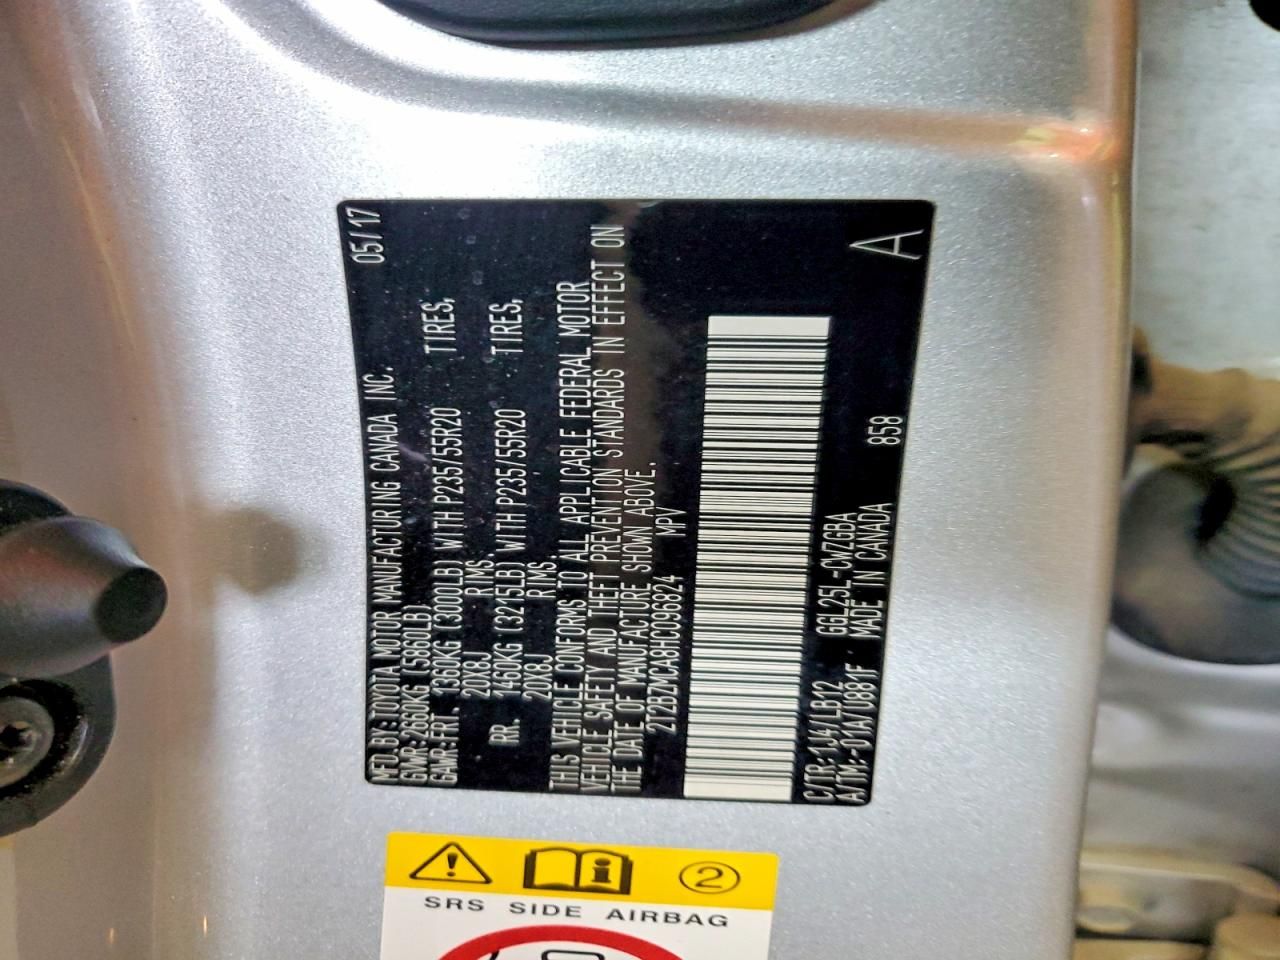 MFD.BY: TOYOTA MOTOR MANUFACTURING CANADA INC. 05/17
GVWR: 2660KG (5860LB)
GAWR: FRT. 1360KG (3000LB) WITH P235/55R20 TIRES,
20X8J RIMS.
RR. 1460KG (3215LB) WITH P235/55R20 TIRES,
20X8J RIMS
THIS VEHICLE CONFORMS TO ALL APPLICABLE FEDERAL MOTOR
VEHICLE SAFETY AND THEFT PREVENTION STANDARDS IN EFFECT ON
THE DATE OF MANUFACTURE SHOWN ABOVE.
2T2BZMCA8HC096824 MPV
C/TR: 1J4/LB12 GGL25L-CWZGBA
A/TM: -01A/U881F MADE IN CANADA 858 A
2
SRS SIDE AIRBAG